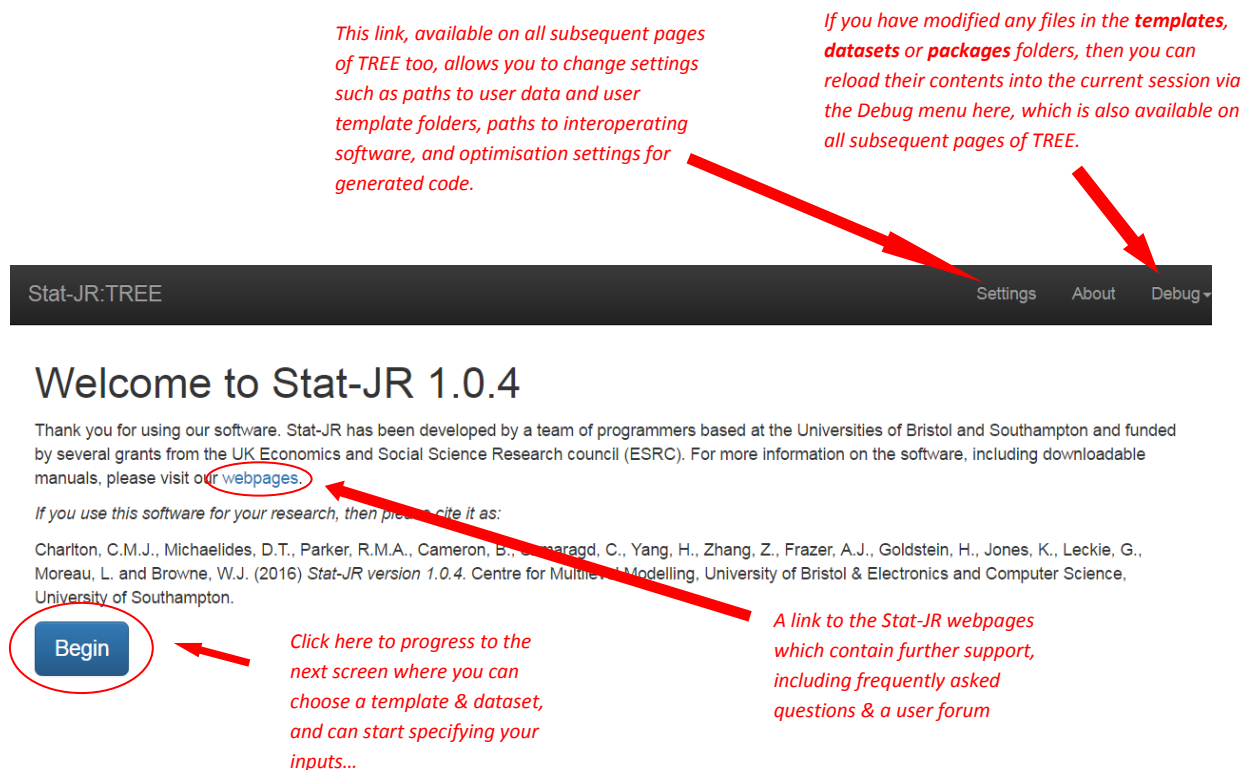 This link, available on all subsequent pages
of TREE too, allows you to change settings
such as paths to user data and user
template folders, paths to interoperating
software, and optimisation settings for
generated code.
If you have modified any files in the templates,
datasets or packages folders, then you can
reload their contents into the current session via
the Debug menu here, which is also available on
all subsequent pages of TREE.
Stat-JR:TREE Settings About Debug
Welcome to Stat-JR 1.0.4
Thank you for using our software. Stat-JR has been developed by a team of programmers based at the Universities of Bristol and Southampton and funded
by several grants from the UK Economics and Social Science Research council (ESRC). For more information on the software, including downloadable
manuals, please visit our webpages.
If you use this software for your research, then please cite it as:
Charlton, C.M.J., Michaelides, D.T., Parker, R.M.A., Cameron, B., Szmaragd, C., Yang, H., Zhang, Z., Frazer, A.J., Goldstein, H., Jones, K., Leckie, G.,
Moreau, L. and Browne, W.J. (2016) Stat-JR version 1.0.4. Centre for Multilevel Modelling, University of Bristol & Electronics and Computer Science,
University of Southampton.
Begin
Click here to progress to the
next screen where you can
choose a template & dataset,
and can start specifying your
inputs…
A link to the Stat-JR webpages
which contain further support,
including frequently asked
questions & a user forum